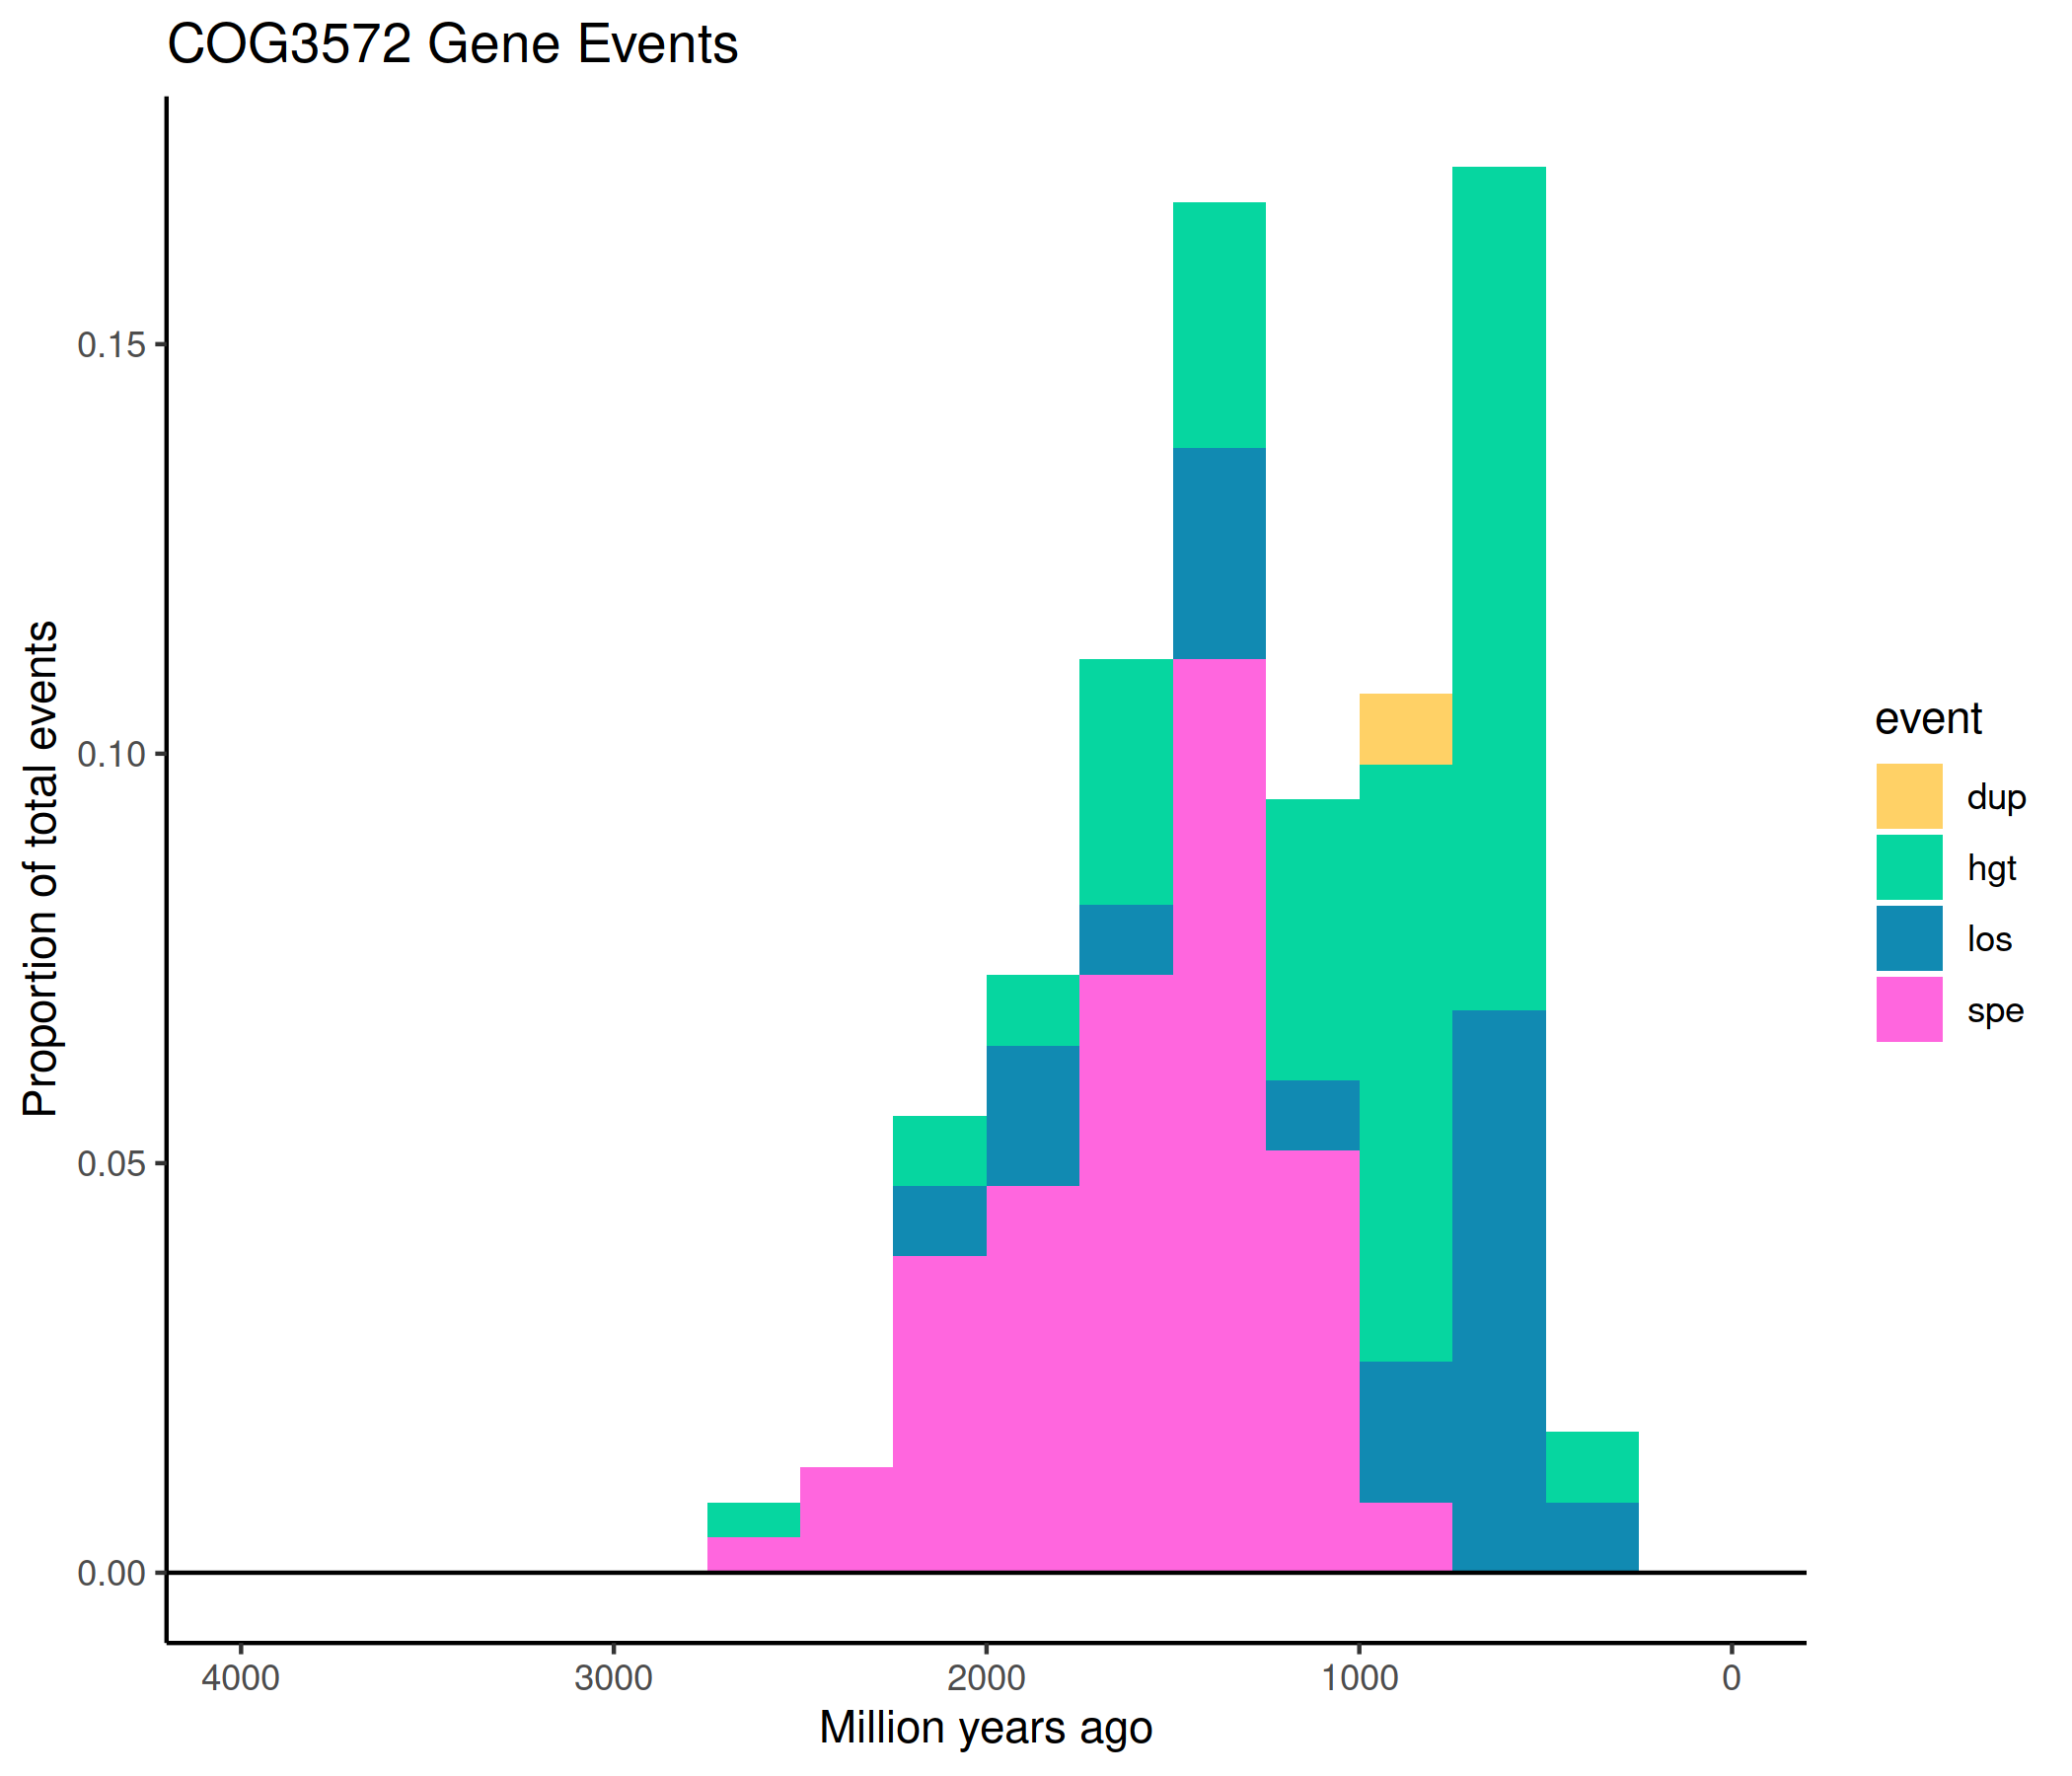 COG3572 Gene Events
Proportion of total events
0.15
0.10
0.05
0.00
4000 3000 2000 1000 0
Million years ago
event
dup
hgt
los
spe